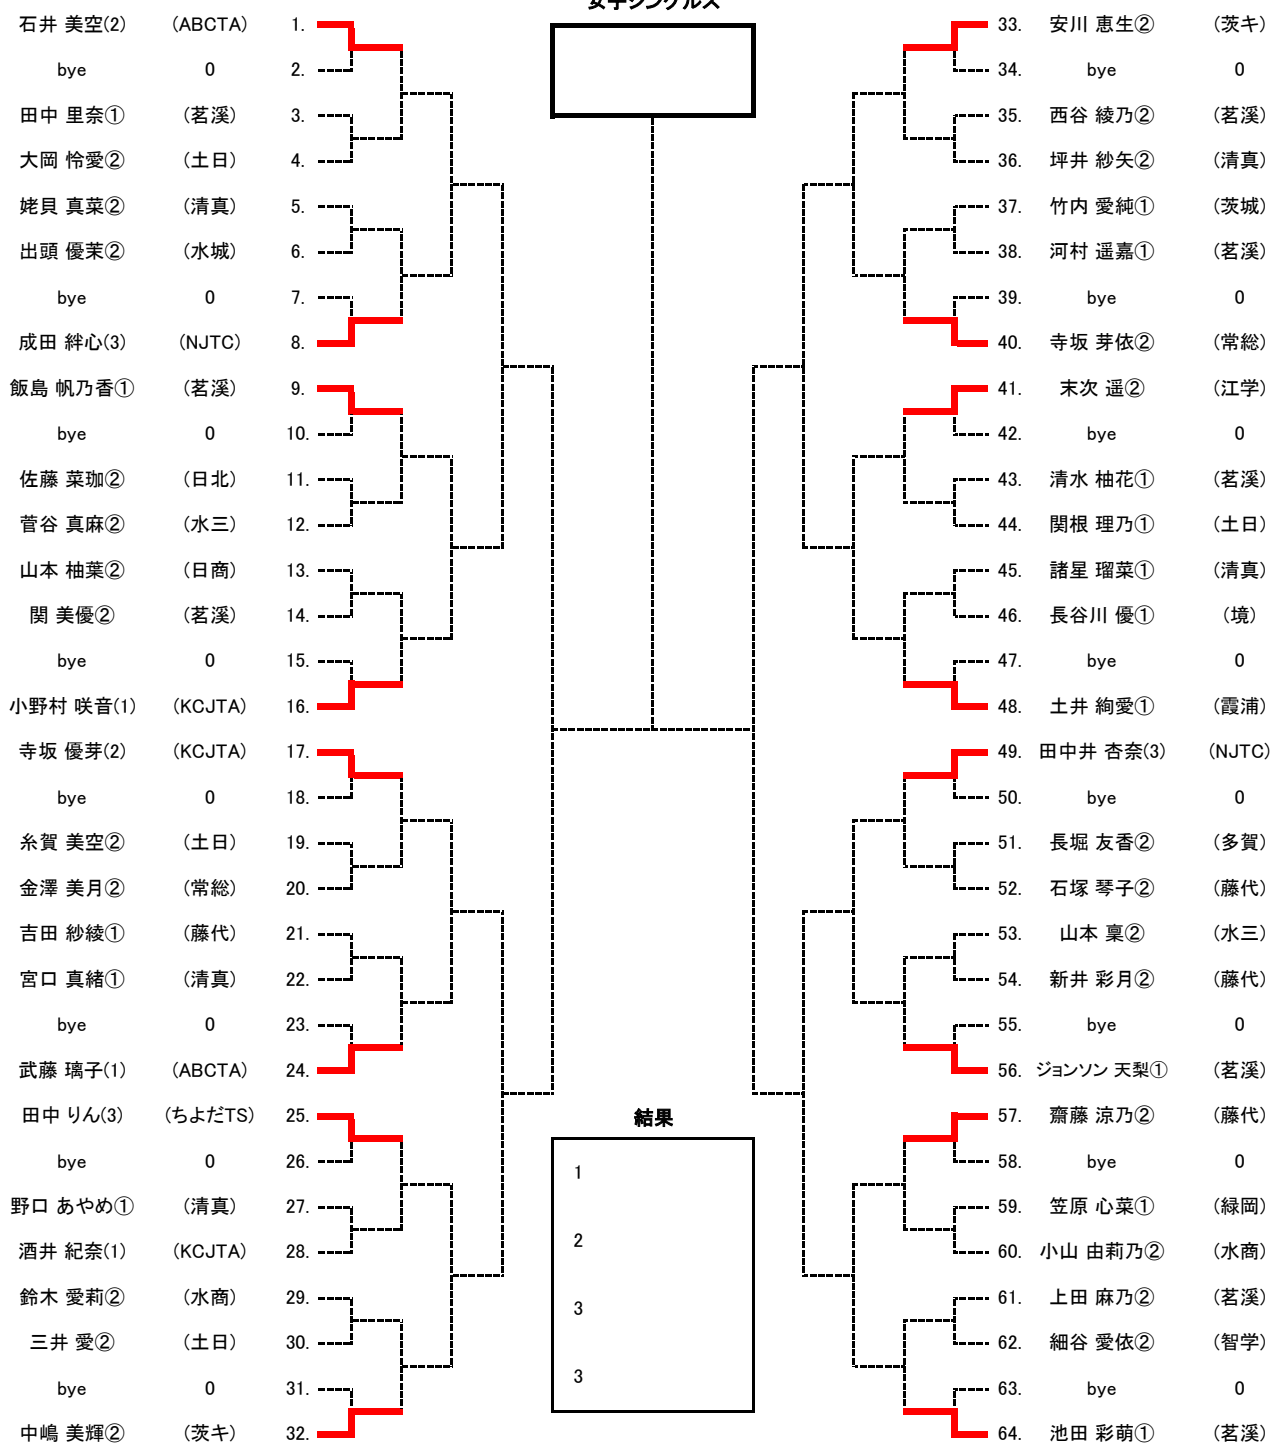 女子シングルス
石井 美空(2) (ABCTA) 1.
bye 0 2.
田中 里奈① (茗溪) 3.
大岡 怜愛② (土日) 4.
姥貝 真菜② (清真) 5.
出頭 優茉② (水城) 6.
bye 0 7.
成田 絆心(3) (NJTC) 8.
飯島 帆乃香① (茗溪) 9.
bye 0 10.
佐藤 菜珈② (日北) 11.
菅谷 真麻② (水三) 12.
山本 柚葉② (日商) 13.
関 美優② (茗溪) 14.
bye 0 15.
小野村 咲音(1) (KCJTA) 16.
寺坂 優芽(2) (KCJTA) 17.
bye 0 18.
糸賀 美空② (土日) 19.
金澤 美月② (常総) 20.
吉田 紗綾① (藤代) 21.
宮口 真緒① (清真) 22.
bye 0 23.
武藤 璃子(1) (ABCTA) 24.
田中 りん(3) (ちよだTS) 25.
bye 0 26.
野口 あやめ① (清真) 27.
酒井 紀奈(1) (KCJTA) 28.
鈴木 愛莉② (水商) 29.
三井 愛② (土日) 30.
bye 0 31.
中嶋 美輝② (茨キ) 32.
結果
1
2
3
3
33. 安川 恵生② (茨キ)
34. bye 0
35. 西谷 綾乃② (茗溪)
36. 坪井 紗矢② (清真)
37. 竹内 愛純① (茨城)
38. 河村 遥嘉① (茗溪)
39. bye 0
40. 寺坂 芽依② (常総)
41. 末次 遥② (江学)
42. bye 0
43. 清水 柚花① (茗溪)
44. 関根 理乃① (土日)
45. 諸星 瑠菜① (清真)
46. 長谷川 優① (境)
47. bye 0
48. 土井 絢愛① (霞浦)
49. 田中井 杏奈(3) (NJTC)
50. bye 0
51. 長堀 友香② (多賀)
52. 石塚 琴子② (藤代)
53. 山本 稟② (水三)
54. 新井 彩月② (藤代)
55. bye 0
56. ジョンソン 天梨① (茗溪)
57. 齋藤 涼乃② (藤代)
58. bye 0
59. 笠原 心菜① (緑岡)
60. 小山 由莉乃② (水商)
61. 上田 麻乃② (茗溪)
62. 細谷 愛依② (智学)
63. bye 0
64. 池田 彩萌① (茗溪)